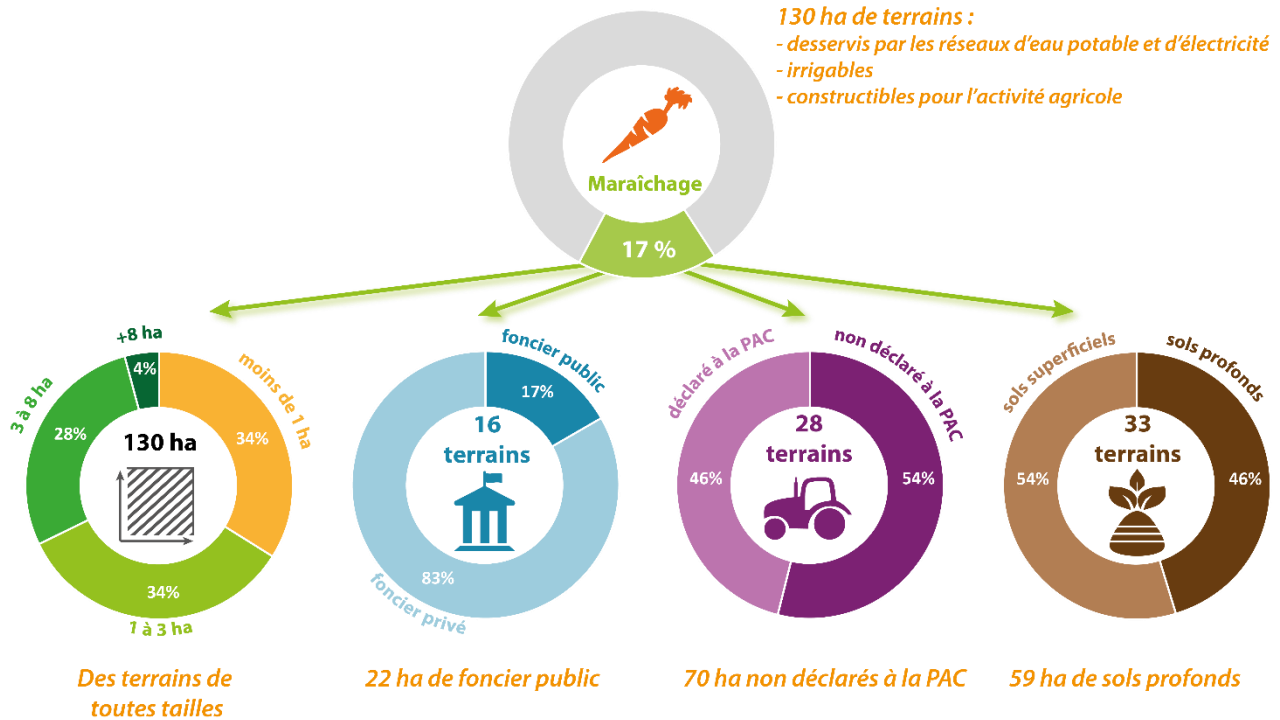 130 ha de terrains :
- desservis par les réseaux d'eau potable et d'électricité
- irrigables
- constructibles pour l'activité agricole
Maraîchage
17 %
+8 ha
4%
moins de 1 ha
34%
3 à 8 ha
28%
130 ha
34%
1 à 3 ha
Des terrains de
toutes tailles
foncier public
17%
16
terrains
83%
foncier privé
22 ha de foncier public
déclaré à la PAC
non déclaré à la PAC
28
terrains
46%
54%
70 ha non déclarés à la PAC
sols superficiels
sols profonds
33
terrains
54%
46%
59 ha de sols profonds